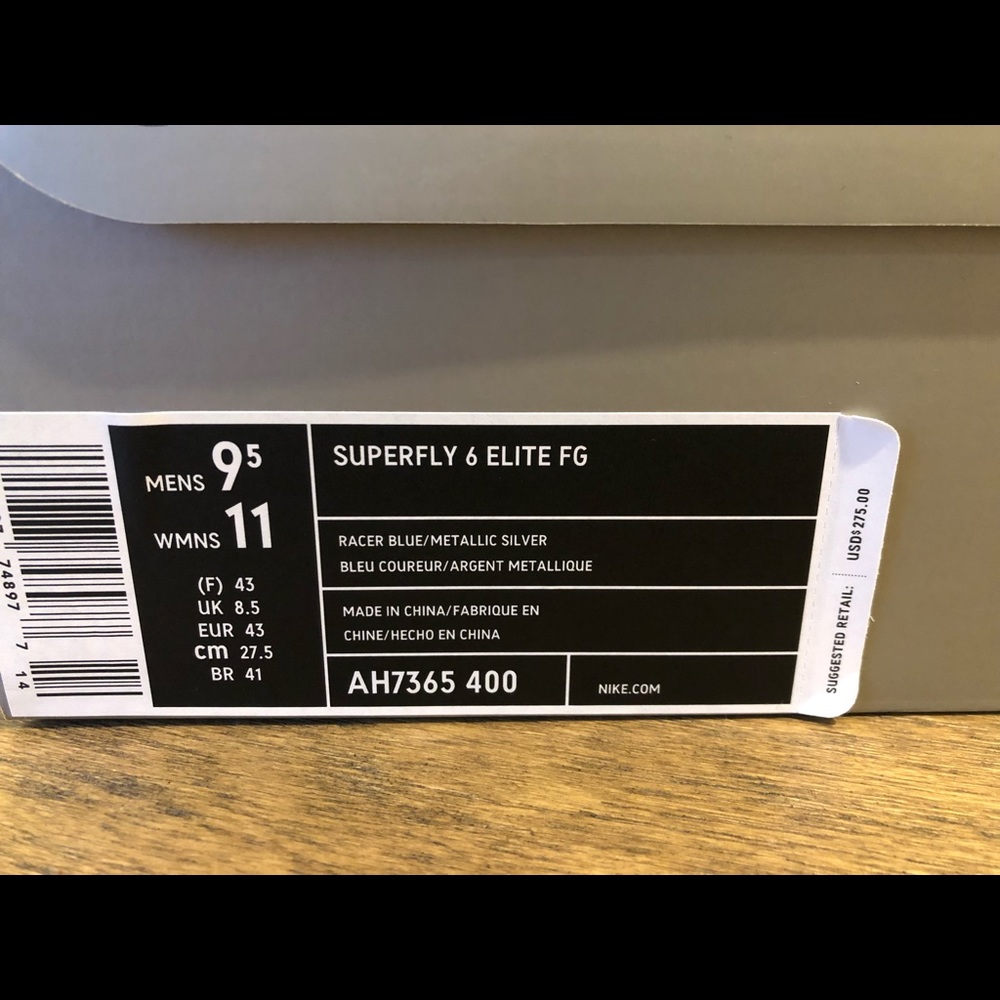 74897 7 14
MENS 9⁵
WMNS 11
(F) 43
UK 8.5
EUR 43
cm 27.5
BR 41
SUPERFLY 6 ELITE FG
RACER BLUE/METALLIC SILVER
BLEU COUREUR/ARGENT METALLIQUE
MADE IN CHINA/FABRIQUE EN
CHINE/HECHO EN CHINA
AH7365 400
NIKE.COM
SUGGESTED RETAIL: USD$275.00